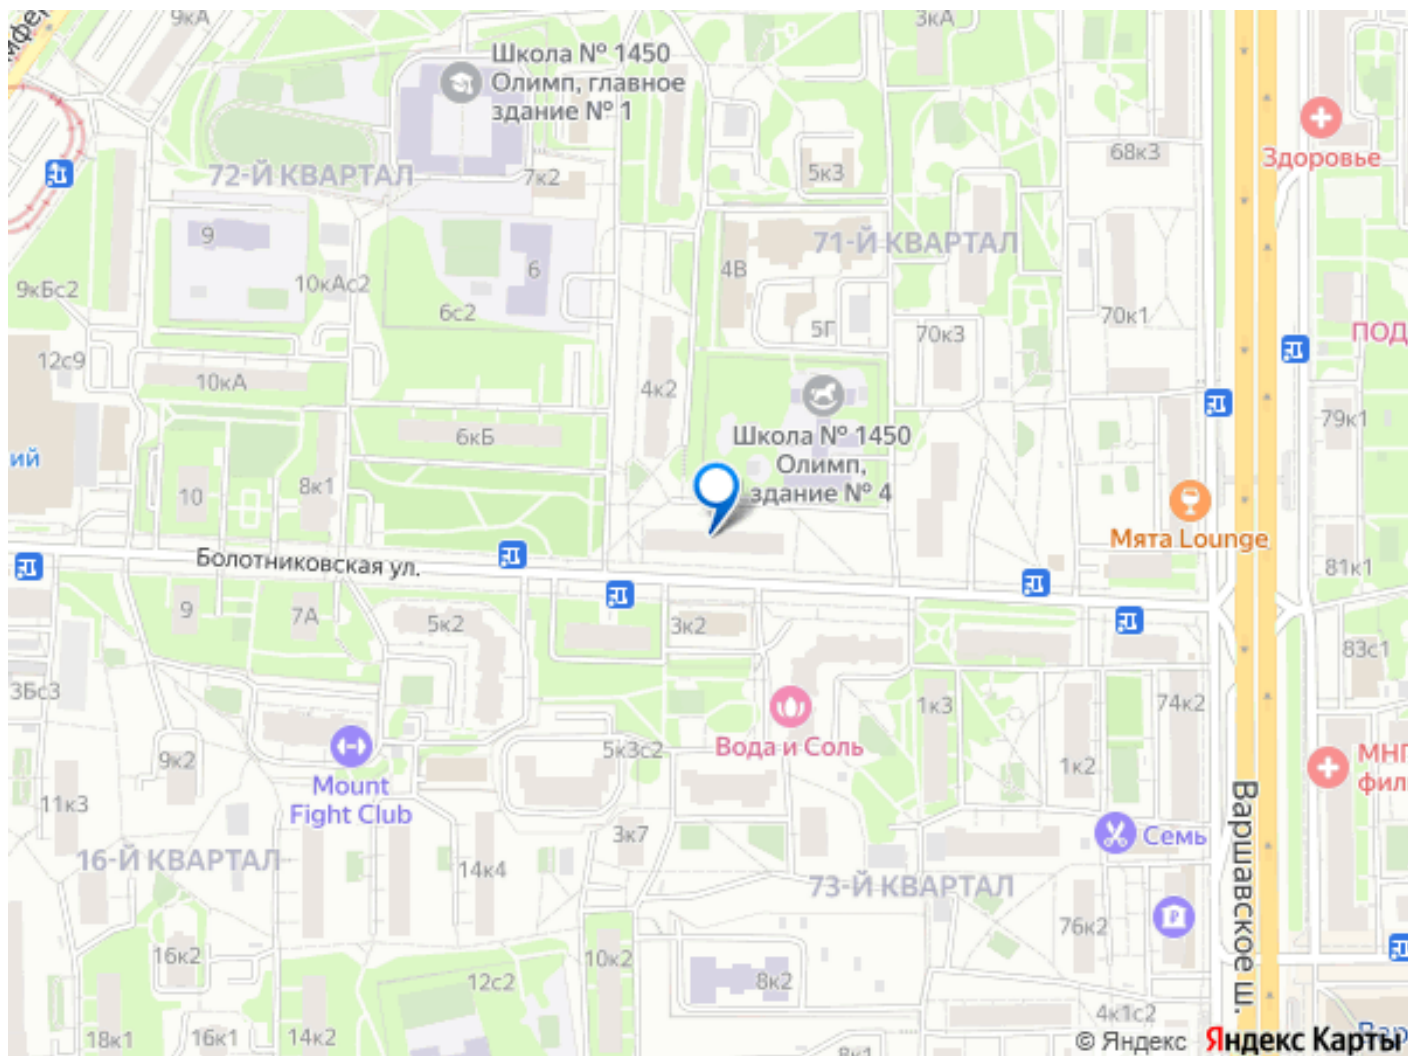 9кА
3кА
Школа № 1450
Олимп, главное
здание № 1
68к3
Здоровье
72-Й КВАРТАЛ
7к2
5к3
9
71-Й КВАРТАЛ
4В
6
10кАс2
9кБс2
6с2
5Г
70к3
70к1
ПОД
12с9
10кА
4к2
79к1
6кБ
Школа № 1450
Олимп,
здание № 4
ий
10
8к1
Мята Lounge
Болотниковская ул.
81к1
9
7А
5к2
3к2
83с1
3Бс3
1к3
74к2
9к2
5к3с2
Вода и Соль
1к2
МНП
фил
Mount
Fight Club
11к3
Варшавское ш.
3к7
Семь
16-Й КВАРТАЛ
14к4
73-Й КВАРТАЛ
76к2
16к2
10к2
12с2
8к2
4к1с2
18к1
16к1
14к2
8к1
© Яндекс
Яндекс Карты